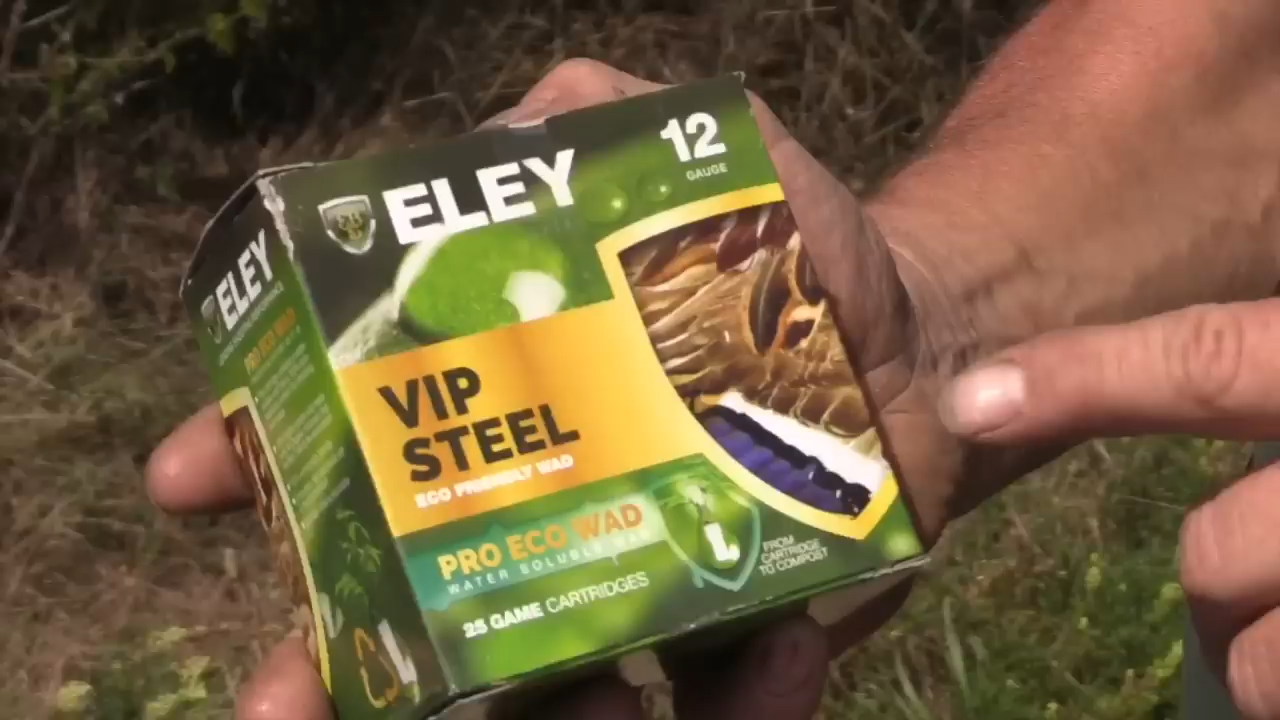 ELEY
12
GAUGE
VIP
STEEL
ECO FRIENDLY WAD
PRO ECO WAD
WATER SOLUBLE WAD
FROM
CARTRIDGE
TO COMPOST
25 GAME CARTRIDGES
ELEY
PRO ECO WAD